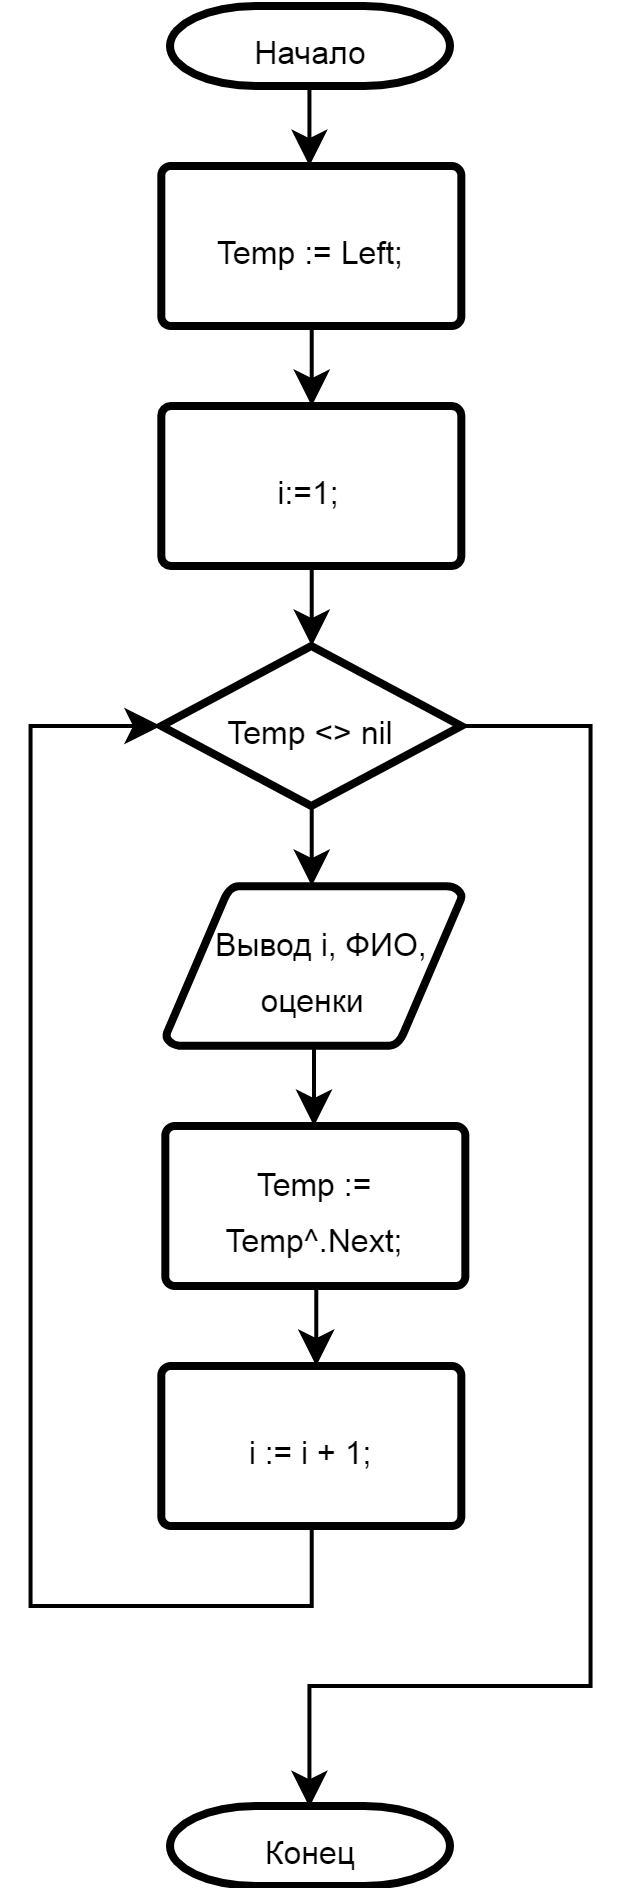 Начало
Temp := Left;
i:=1;
Temp <> nil
Вывод i, ФИО,
оценки
Temp :=
Temp^.Next;
i := i + 1;
Конец